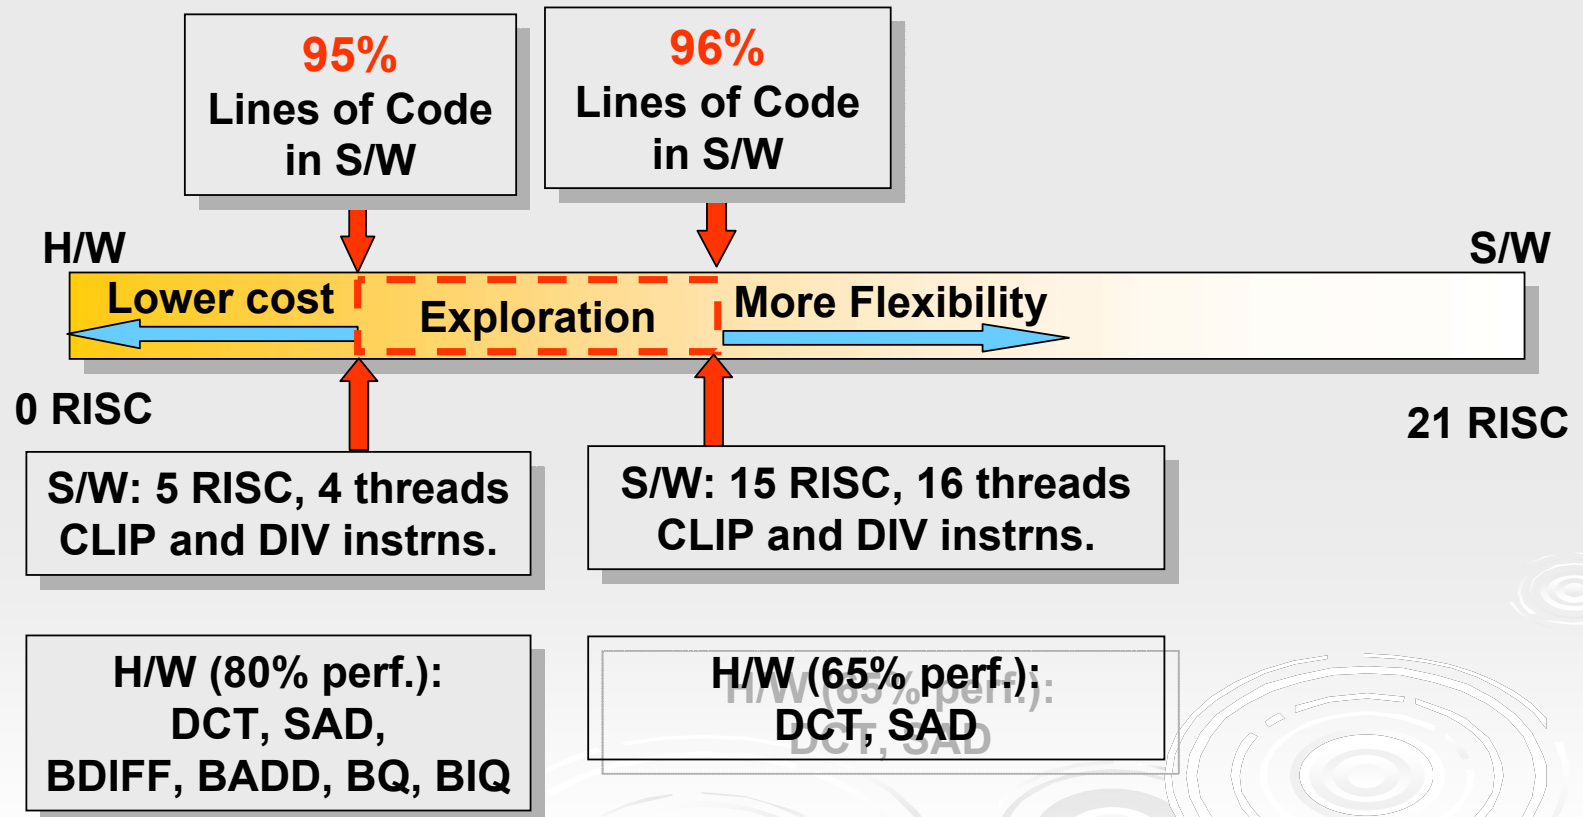 95%
Lines of Code
in S/W
96%
Lines of Code
in S/W
H/W
S/W
Lower cost
Exploration
More Flexibility
0 RISC
21 RISC
S/W: 5 RISC, 4 threads
CLIP and DIV instrns.
S/W: 15 RISC, 16 threads
CLIP and DIV instrns.
H/W (80% perf.):
DCT, SAD,
BDIFF, BADD, BQ, BIQ
H/W (65% perf.):
DCT, SAD